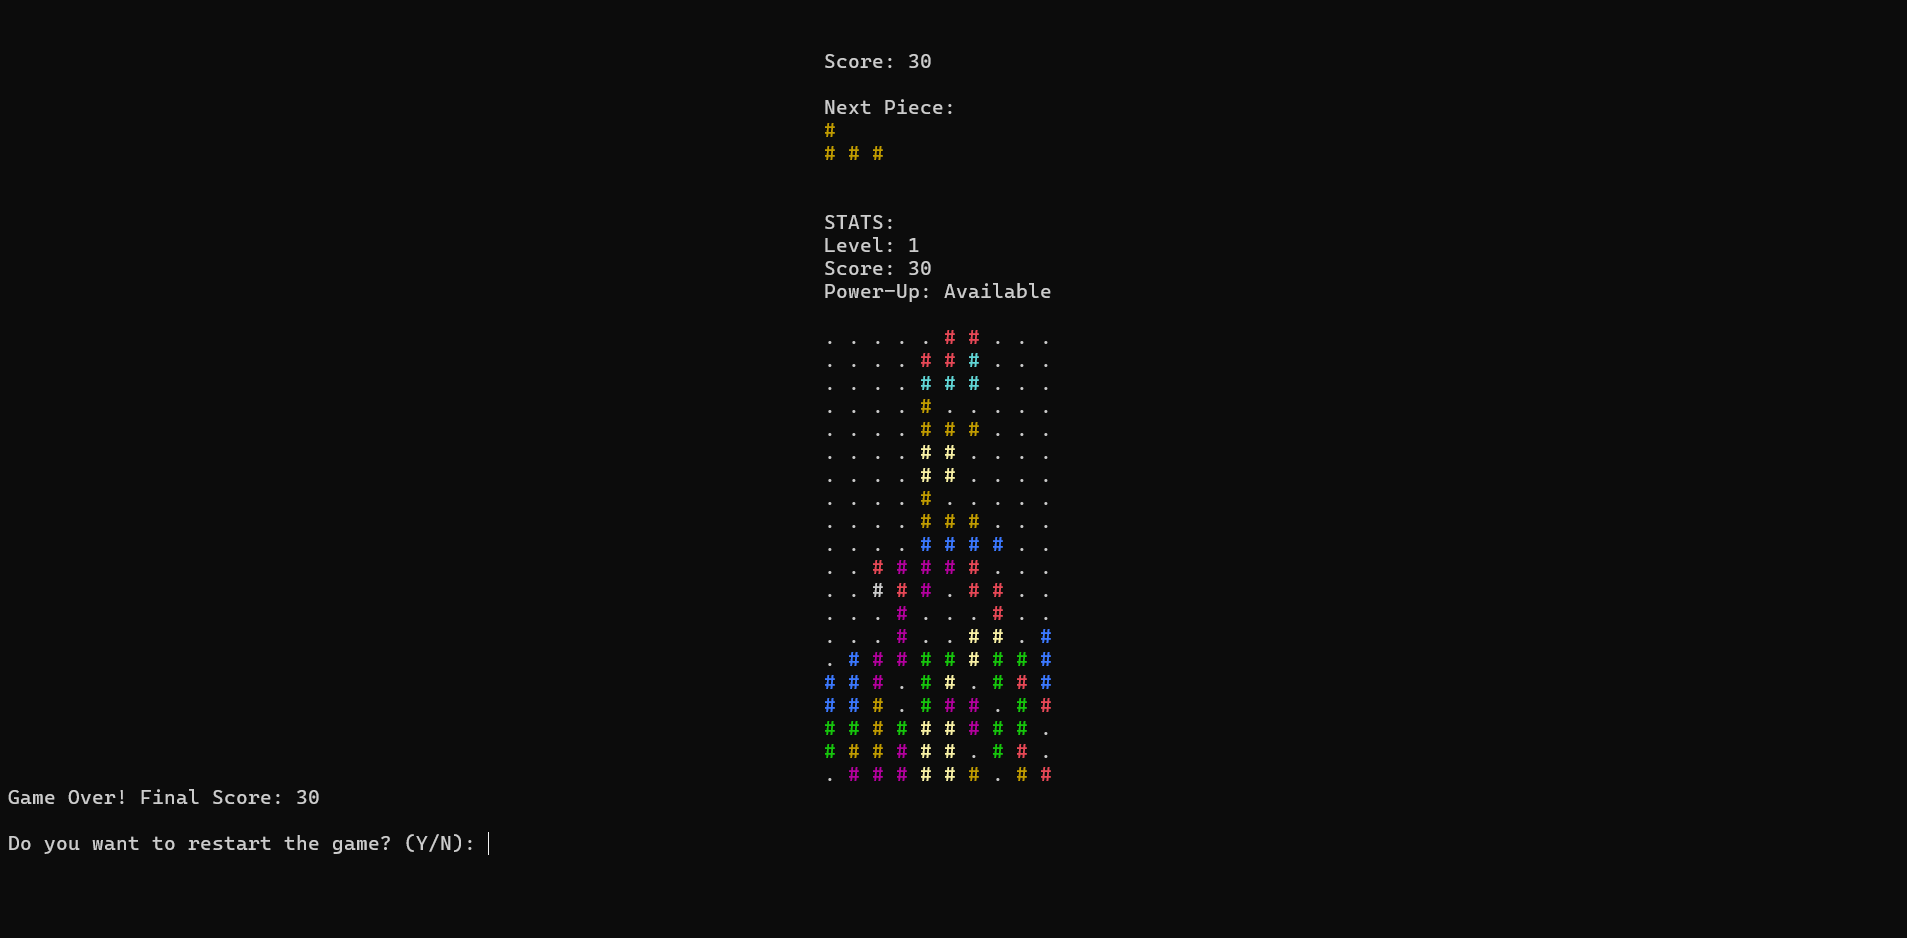 Score: 30
Next Piece:
#
# # #
STATS:
Level: 1
Score: 30
Power-Up: Available
. . . . . # # . . .
. . . . # # # . . .
. . . . # # # . . .
. . . . # . . . . .
. . . . # # # . . .
. . . . # # . . . .
. . . . # # . . . .
. . . . # . . . . .
. . . . # # # . . .
. . . . # # # # . .
. . # # # # # . . .
. . # # # . # # . .
. . . # . . . # . .
. . . # . . # # . #
. # # # # # # # # #
# # # . # # . # # #
# # # . # # # . # #
# # # # # # # # # .
# # # # # # . # # .
. # # # # # # . # #
Game Over! Final Score: 30
Do you want to restart the game? (Y/N):